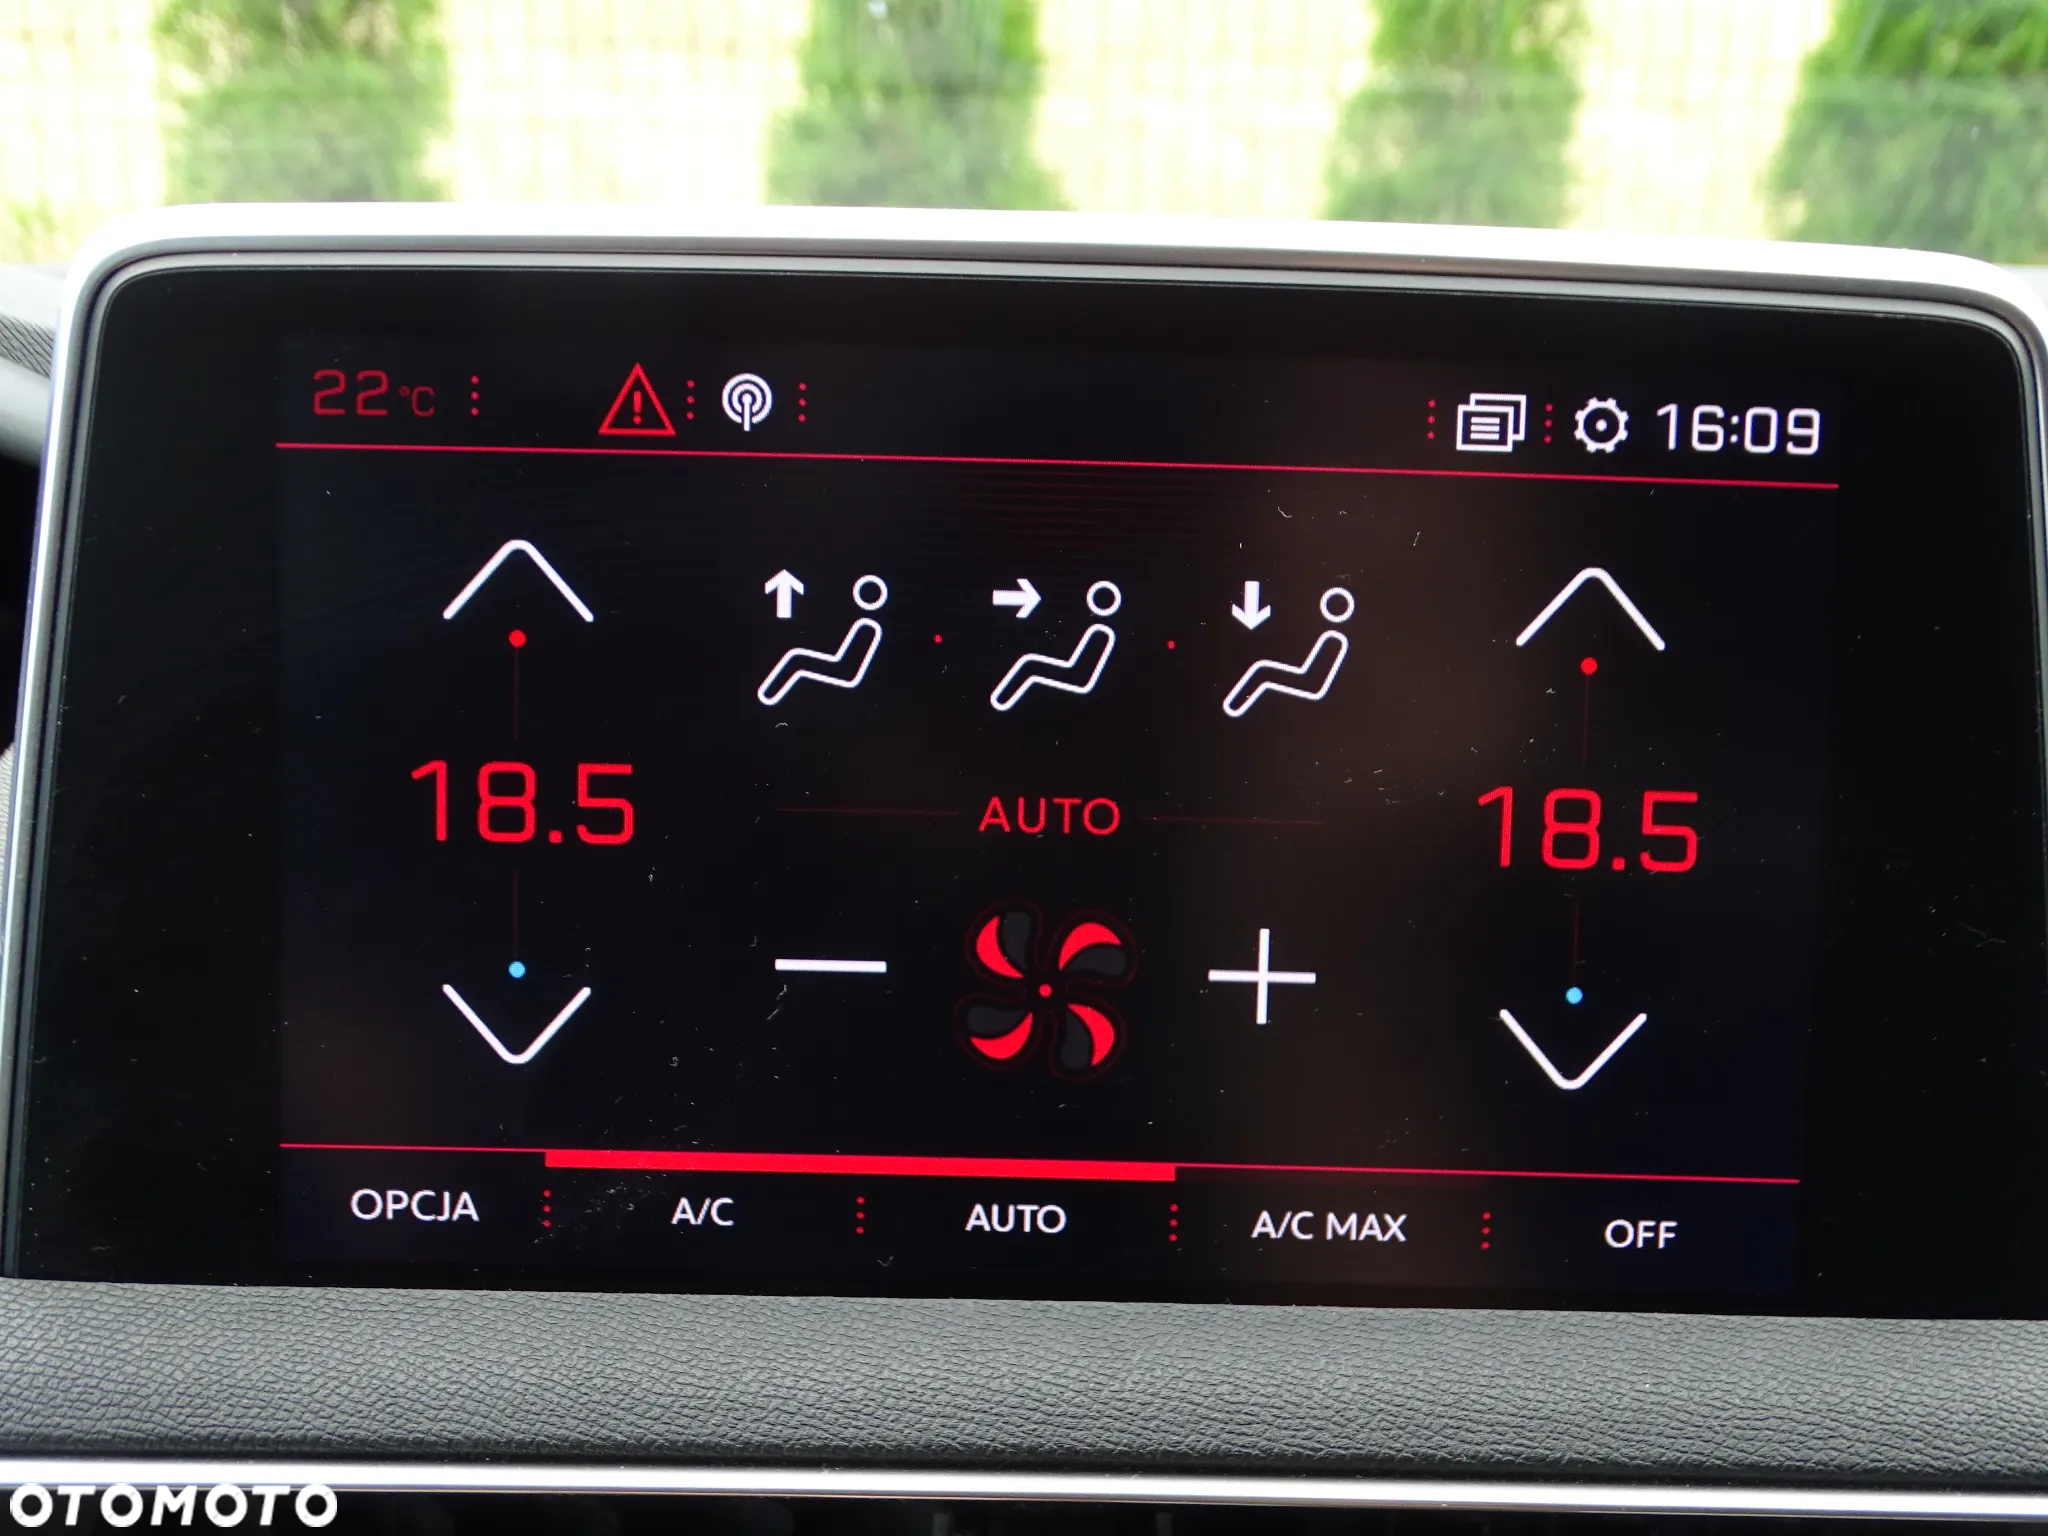 22 °C
16:09
18.5
AUTO
18.5
OPCJA A/C AUTO A/C MAX OFF
OTOMOTO